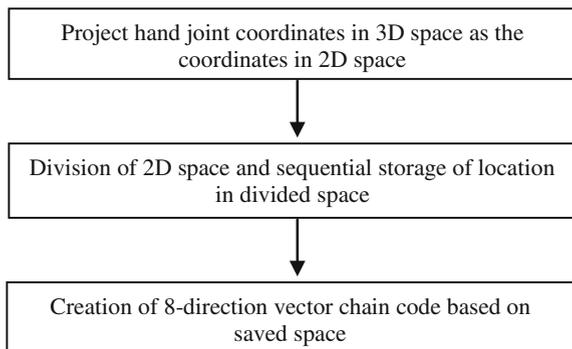 Project hand joint coordinates in 3D space as the
coordinates in 2D space
Division of 2D space and sequential storage of location
in divided space
Creation of 8-direction vector chain code based on
saved space